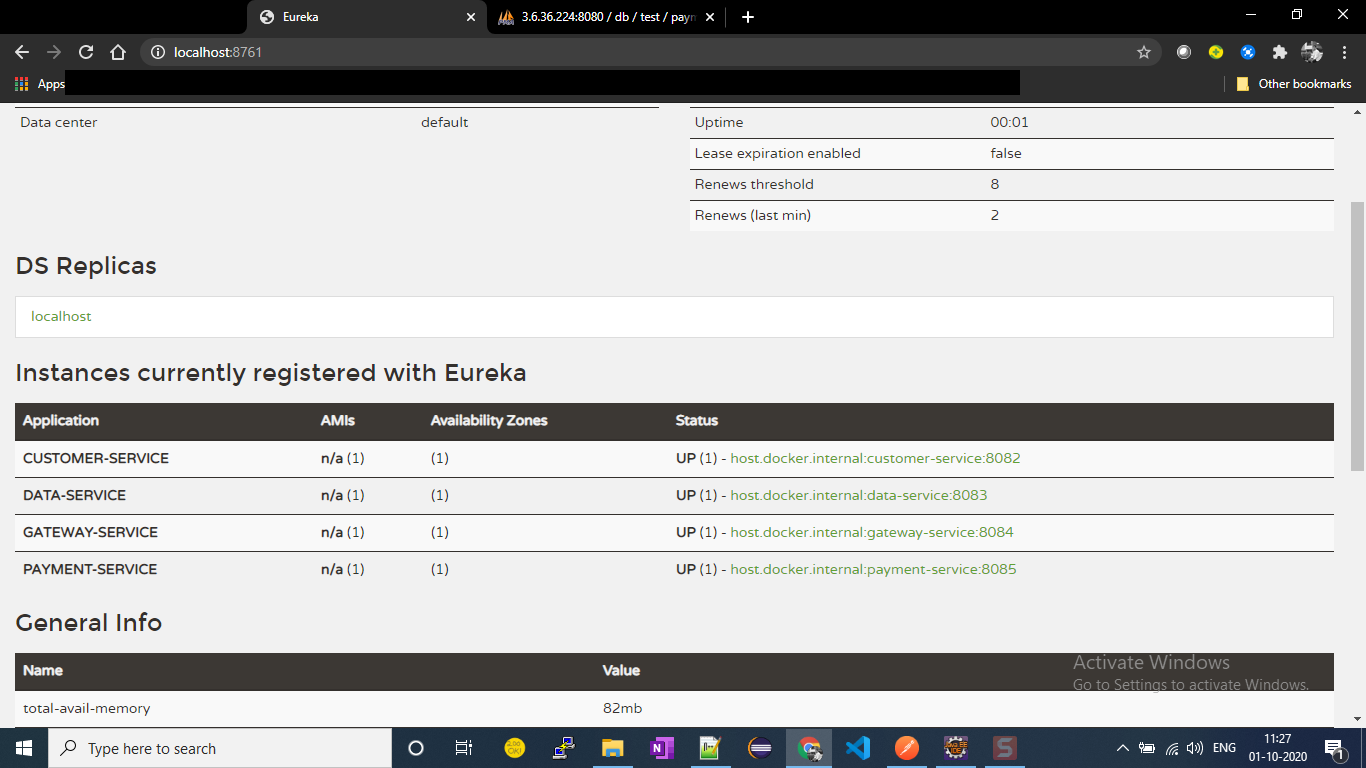 Eureka
3.6.36.224:8080 / db / test / payn
localhost:8761
Apps
Other bookmarks
Data center default
Uptime 00:01
Lease expiration enabled false
Renews threshold 8
Renews (last min) 2
DS Replicas
localhost
Instances currently registered with Eureka
Application AMIs Availability Zones Status
CUSTOMER-SERVICE n/a (1) (1) UP (1) - host.docker.internal:customer-service:8082
DATA-SERVICE n/a (1) (1) UP (1) - host.docker.internal:data-service:8083
GATEWAY-SERVICE n/a (1) (1) UP (1) - host.docker.internal:gateway-service:8084
PAYMENT-SERVICE n/a (1) (1) UP (1) - host.docker.internal:payment-service:8085
General Info
Name Value
Activate Windows
Go to Settings to activate Windows.
total-avail-memory 82mb
Type here to search
ENG
11:27
01-10-2020
1